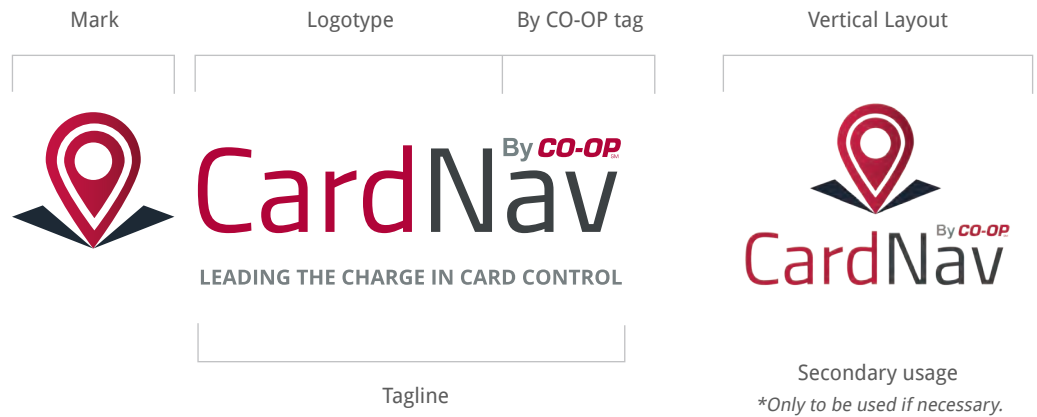 Mark
Logotype
By CO-OP tag
Vertical Layout
By CO-OP SM
CardNav
LEADING THE CHARGE IN CARD CONTROL
Tagline
By CO-OP
CardNav
Secondary usage
*Only to be used if necessary.